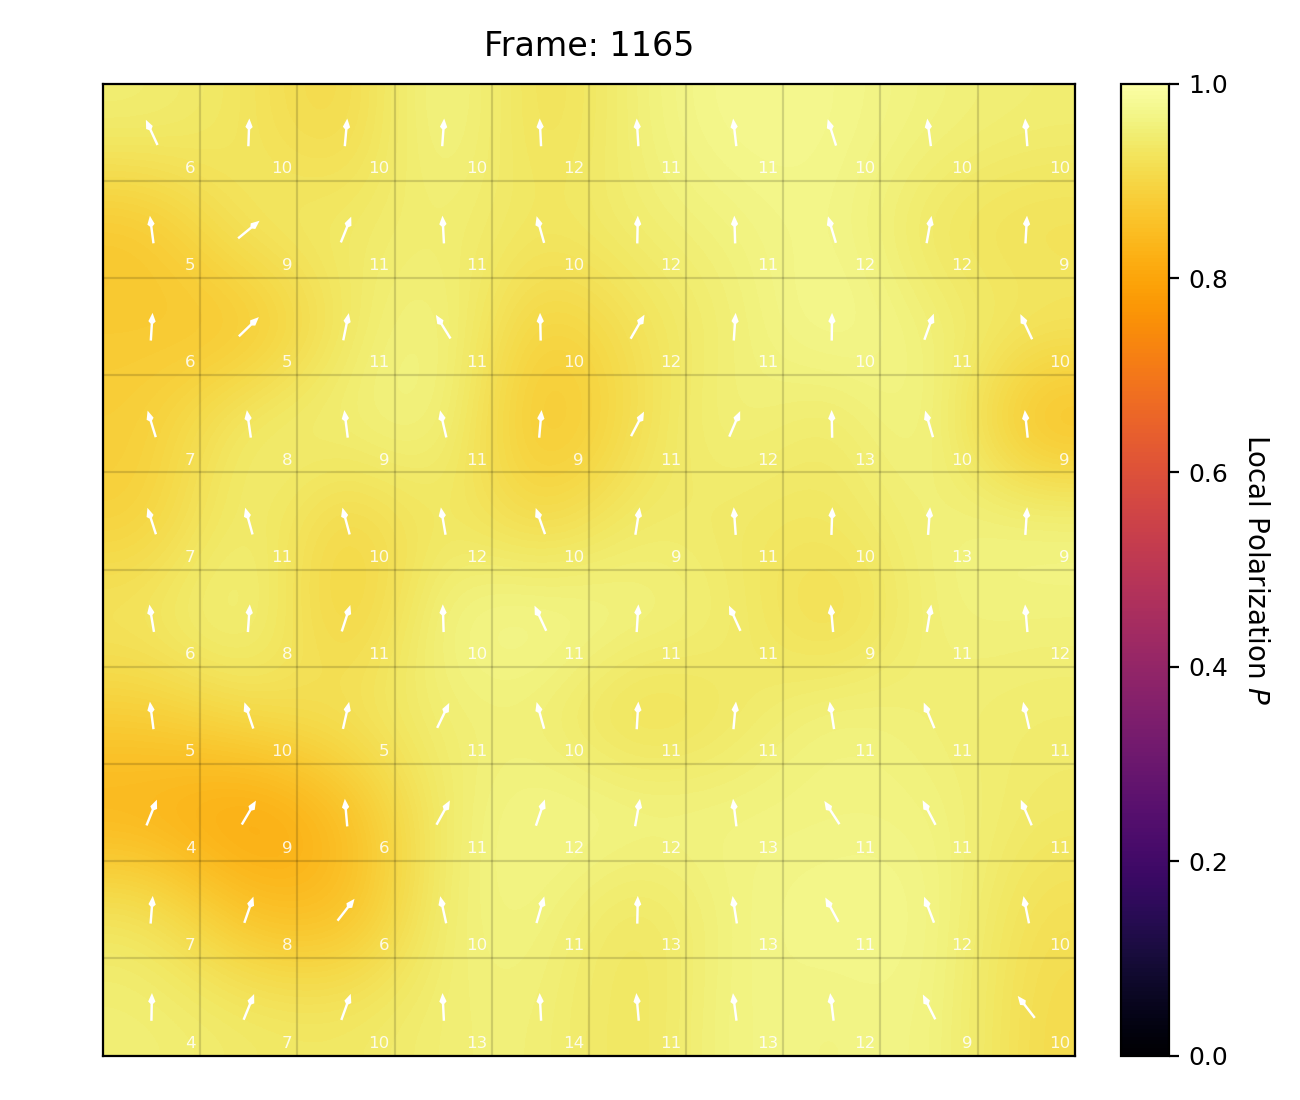 Frame: 1165
6 10 10 10 12 11 11 10 10 10
5 9 11 11 10 12 11 12 12 9
6 5 11 11 10 12 11 10 11 10
7 8 9 11 9 11 12 13 10 9
7 11 10 12 10 9 11 10 13 9
6 8 11 10 11 11 11 9 11 12
5 10 5 11 10 11 11 11 11 11
4 9 6 11 12 12 13 11 11 11
7 8 6 10 11 13 13 11 12 10
4 7 10 13 14 11 13 12 9 10
1.0
0.8
0.6
0.4
0.2
0.0
Local Polarization P